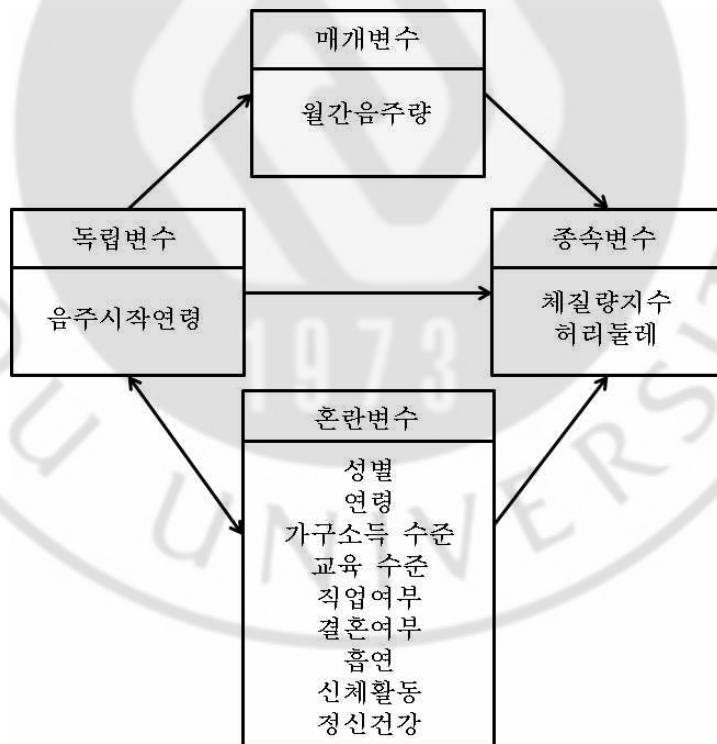 매개변수
월간음주량
독립변수
음주시작연령
종속변수
체질량지수
허리둘레
혼란변수
성별
연령
가구소득 수준
교육 수준
직업여부
결혼여부
흡연
신체활동
정신건강
1973
U UNIVERSIT